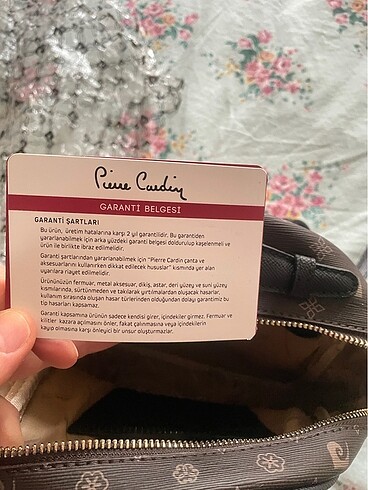 Pierre Cardin
GARANTİ BELGESİ
GARANTİ ŞARTLARI
Bu ürün, üretim hatalarına karşı 2 yıl garantilidir. Bu garantiden
yararlanabilmek için arka yüzdeki garanti belgesi doldurulup kaşelenmeli ve
ürün ile birlikte ibraz edilmelidir.
Garanti şartlarından yararlanabilmek için "Pierre Cardin çanta ve
aksesuarlarını kullanırken dikkat edilecek hususlar" kısmında yer alan
uyarılara riayet edilmelidir.
Ürününüzün fermuar, metal aksesuar, dikiş, astar, deri yüzey ve suni yüzey
kısımlarında, sürtünmeden ve takılarak yırtılmalardan oluşacak hasarlar,
kullanım sırasında oluşan hasar türlerinden olduğundan dolayı garantimiz bu
tip hasarları kapsamaz.
Garanti kapsamına ürünün sadece kendisi girer, içindekiler girmez. Fermuar ve
kilitler kazara açılmasını önler, fakat çalınmasına veya içindekilerin
kayıp olmasına karşı önleyici bir unsur oluşturmazlar.